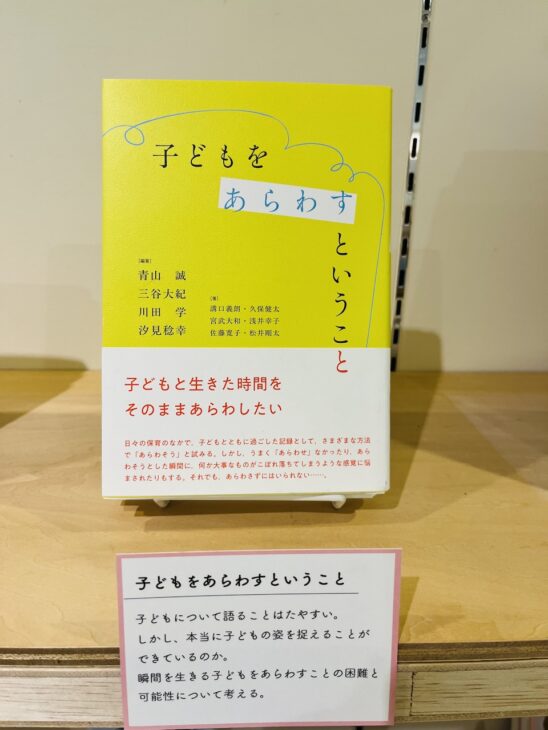 子どもを
あらわす
ということ
[編著]
青山 誠
三谷大紀
川田 学
汐見稔幸
[著]
溝口義朗・久保健太
宮武大和・浅井幸子
佐藤寛子・松井剛太
子どもと生きた時間を
そのままあらわしたい
日々の保育のなかで、子どもとともに過ごした記録として、さまざまな方法
で「あらわそう」と試みる。しかし、うまく「あらわせ」なかったり、あら
わそうとした瞬間に、何か大事なものがこぼれ落ちてしまうような感覚に悩
まされたりもする。それでも、あらわさずにはいられない……。
子どもをあらわすということ
子どもについて語ることはたやすい。
しかし、本当に子どもの姿を捉えることが
できているのか。
瞬間を生きる子どもをあらわすことの困難と
可能性について考える。